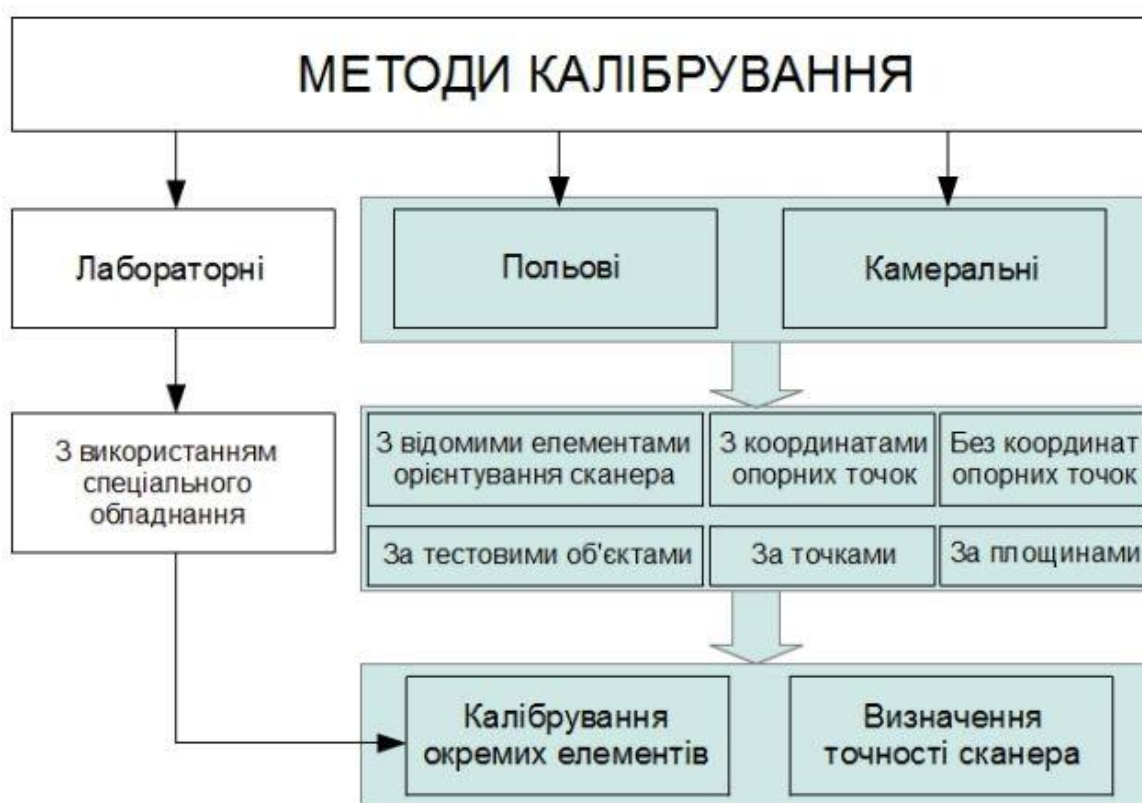 МЕТОДИ КАЛІБРУВАННЯ
Лабораторні
Польові
Камеральні
З використанням
спеціального
обладнання
З відомими елементами
орієнтування сканера
З координатами
опорних точок
Без координат
опорних точок
За тестовими об'єктами
За точками
За площинами
Калібрування
окремих елементів
Визначення
точності сканера